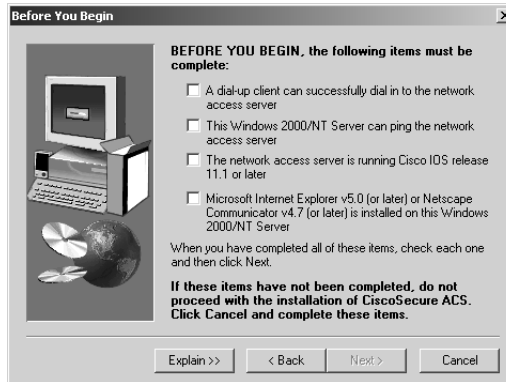 Before You Begin
BEFORE YOU BEGIN, the following items must be
complete:
A dial-up client can successfully dial in to the network
access server
This Windows 2000/NT Server can ping the network
access server
The network access server is running Cisco IOS release
11.1 or later
Microsoft Internet Explorer v5.0 (or later) or Netscape
Communicator v4.7 (or later) is installed on this Windows
2000/NT Server
When you have completed all of these items, check each one
and then click Next.
If these items have not been completed, do not
proceed with the installation of CiscoSecure ACS.
Click Cancel and complete these items.
Explain >>
< Back
Next >
Cancel